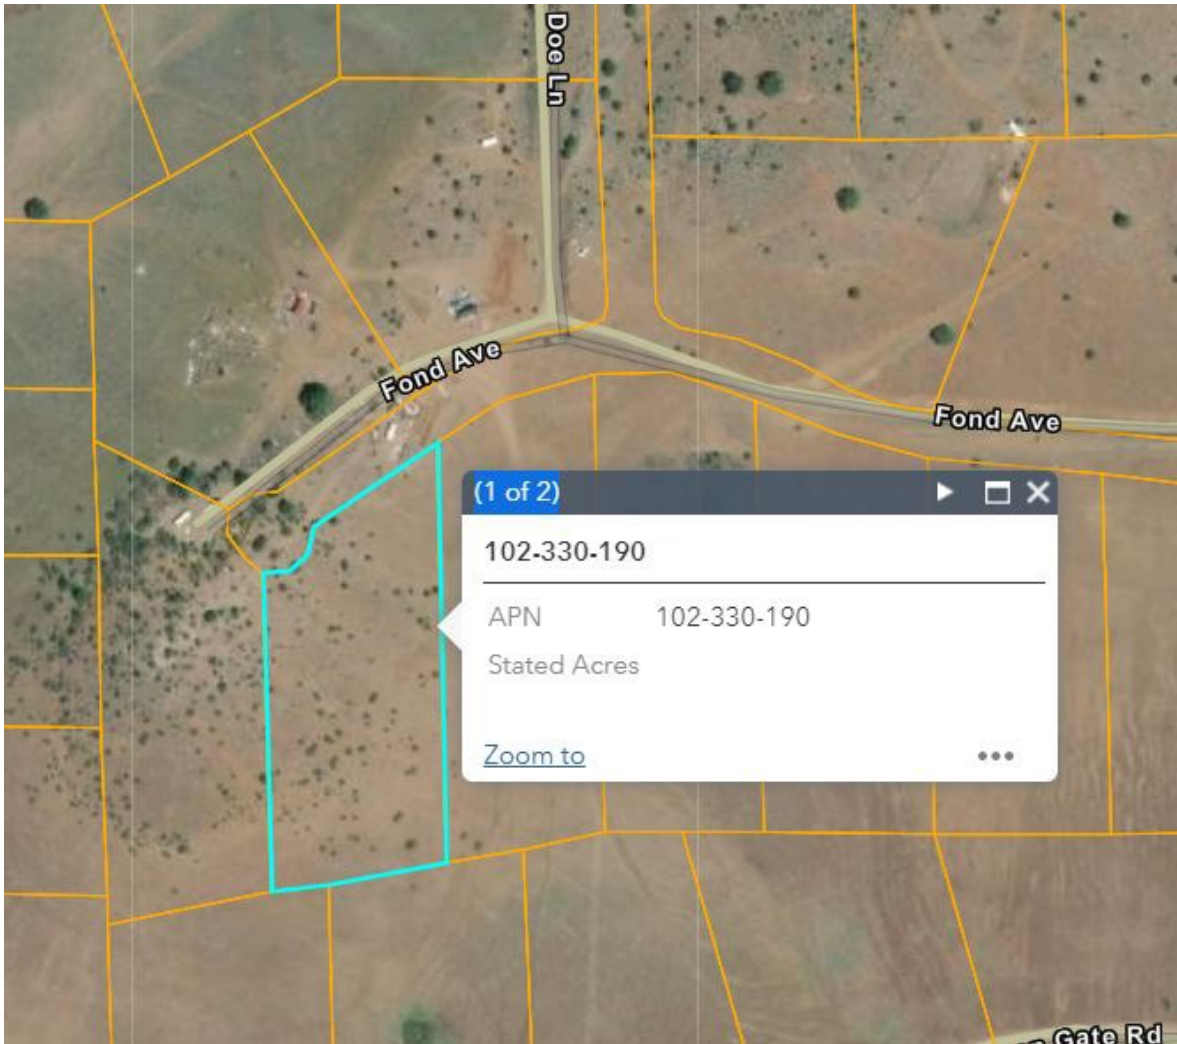 Doe Ln
Fond Ave
Fond Ave
(1 of 2)
102-330-190
APN 102-330-190
Stated Acres
Zoom to
Gate Rd